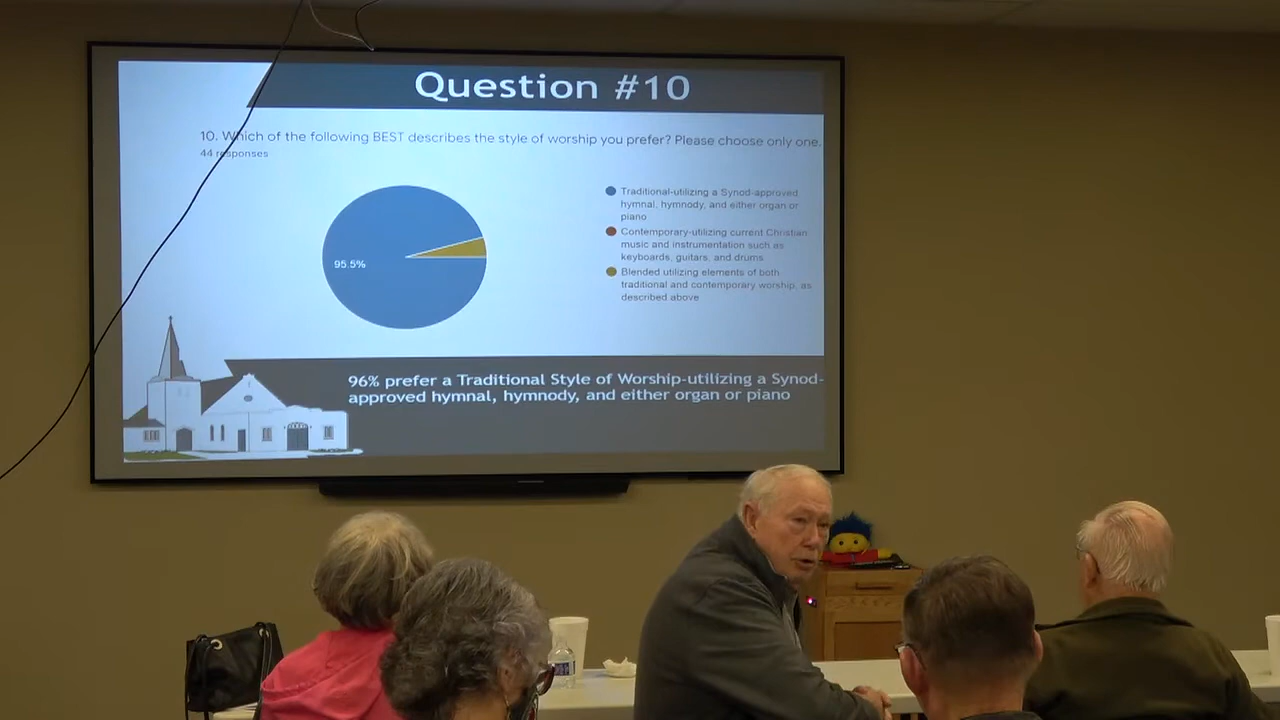 Question #10
10. Which of the following BEST describes the style of worship you prefer? Please choose only one.
44 responses
95.5%
Traditional-utilizing a Synod-approved
hymnal, hymnody, and either organ or
piano
Contemporary-utilizing current Christian
music and instrumentation such as
keyboards, guitars, and drums
Blended utilizing elements of both
traditional and contemporary worship, as
described above
96% prefer a Traditional Style of Worship-utilizing a Synod-
approved hymnal, hymnody, and either organ or piano